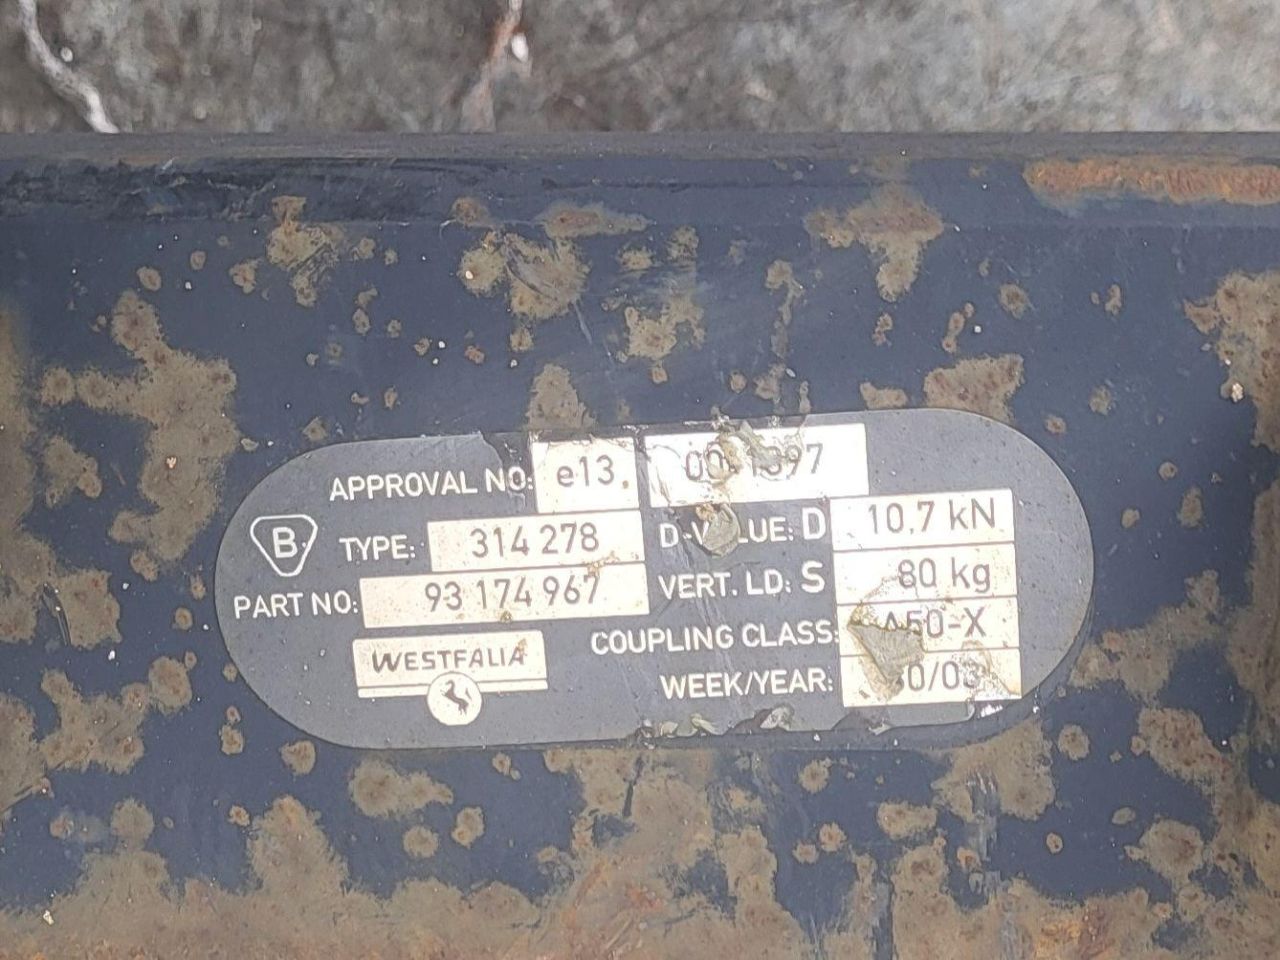 APPROVAL NO: e13
B TYPE: 314 278 D-VALUE: D 10,7 kN
PART NO: 93 174 967 VERT. LD: S 80 kg
WESTFALIA COUPLING CLASS: A50-X
WEEK/YEAR: